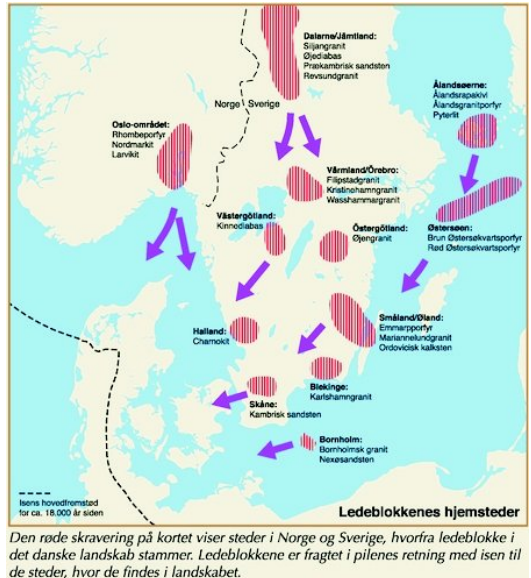 Dalarne/Jämtland:
Siljangranit
Øjediabas
Prækambrisk sandsten
Revsundgranit
Norge
Sverige
Ålandsøerne:
Ålandsrapakivi
Ålandsgranitporfyr
Pyterlit
Oslo-området:
Rhombeporfyr
Nordmarkit
Larvikit
Värmland/Örebro:
Filipstadgranit
Kristinehamngranit
Wasshammargranit
Västergötland:
Kinnediabas
Östergötland:
Øjengranit
Østersøen:
Brun Østersøkvartsporfyr
Rød Østersøkvartsporfyr
Halland:
Charnokit
Småland/Øland:
Emmarpporfyr
Mariannelundgranit
Ordovicisk kalksten
Blekinge:
Karlshamngranit
Skåne:
Kambrisk sandsten
Bornholm:
Bornholmsk granit
Nexøsandsten
Isens hovedfremstød
for ca. 18.000 år siden
Ledeblokkenes hjemsteder
Den røde skravering på kortet viser steder i Norge og Sverige, hvorfra ledeblokke i
det danske landskab stammer. Ledeblokkene er fragtet i pilenes retning med isen til
de steder, hvor de findes i landskabet.